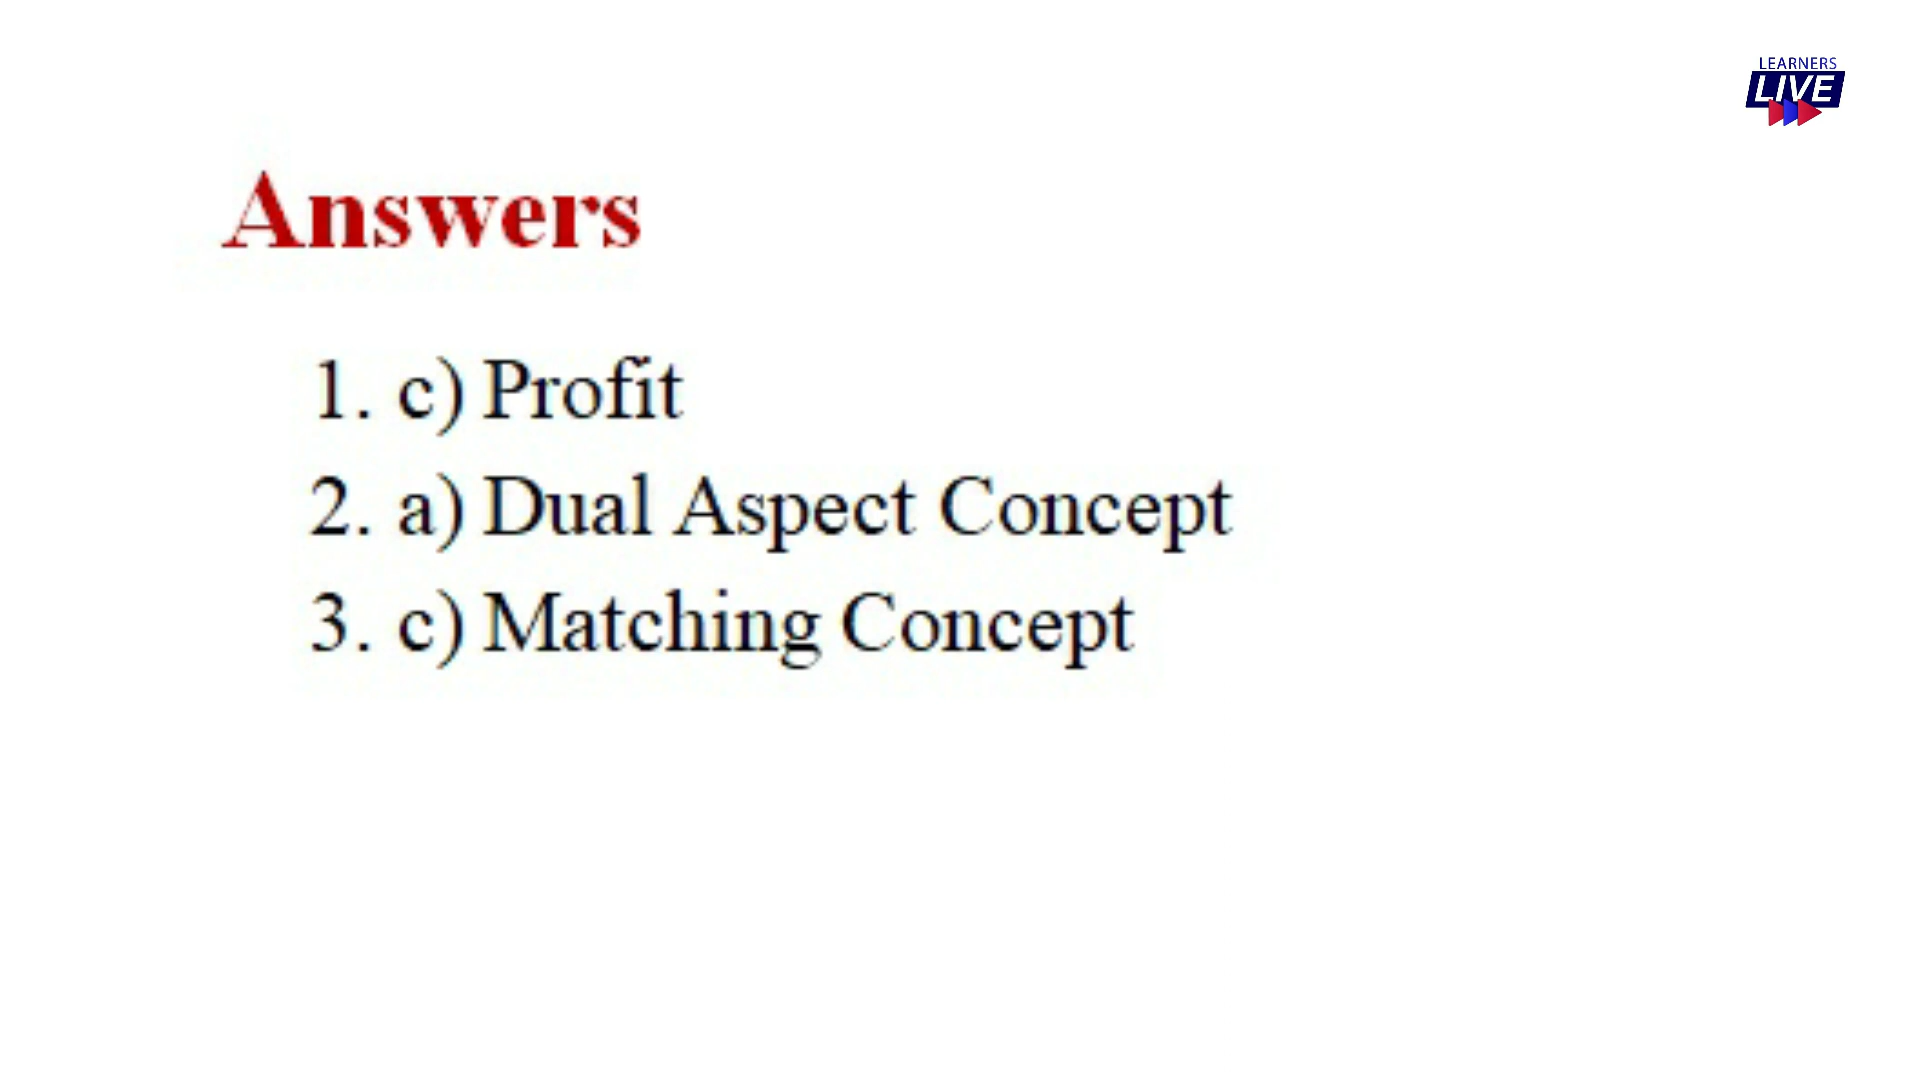 LEARNERS
LIVE
Answers
1. c) Profit
2. a) Dual Aspect Concept
3. c) Matching Concept